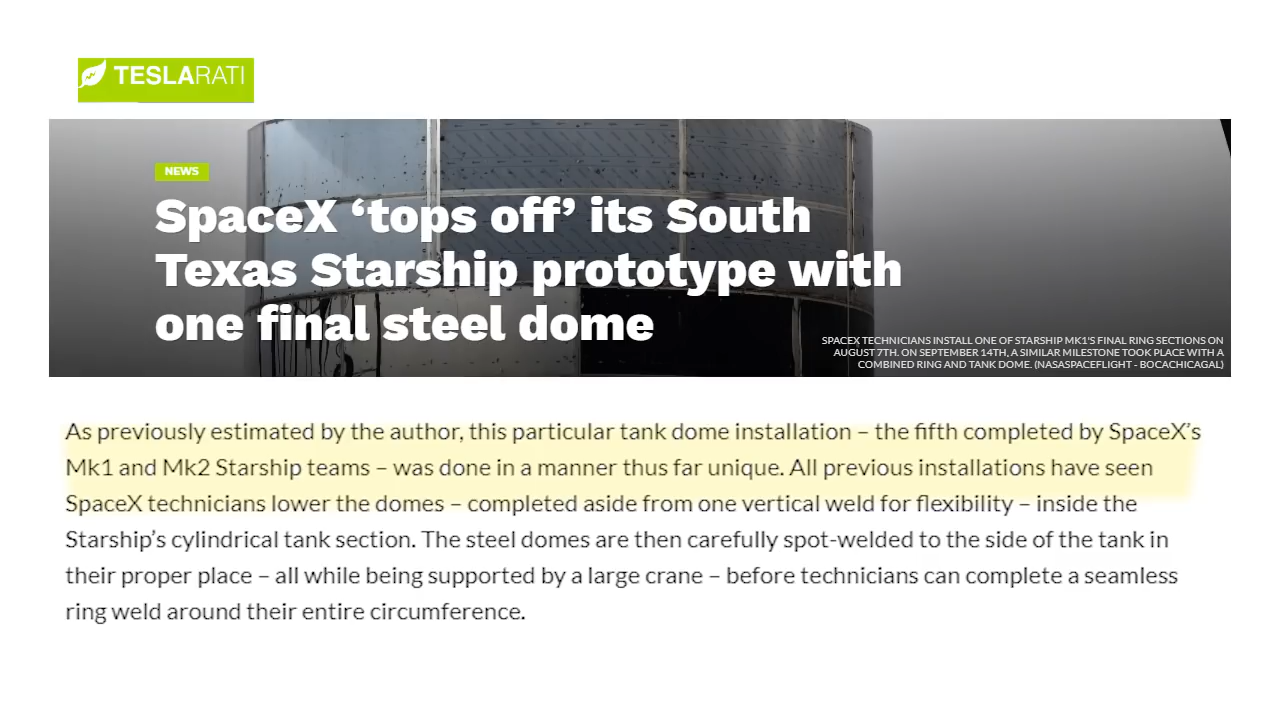 TESLARATI
NEWS
SpaceX ‘tops off’ its South
Texas Starship prototype with
one final steel dome
SPACEX TECHNICIANS INSTALL ONE OF STARSHIP MK1'S FINAL RING SECTIONS ON
AUGUST 7TH. ON SEPTEMBER 14TH, A SIMILAR MILESTONE TOOK PLACE WITH A
COMBINED RING AND TANK DOME. (NASASPACEFLIGHT - BOCACHICAGAL)
As previously estimated by the author, this particular tank dome installation – the fifth completed by SpaceX’s
Mk1 and Mk2 Starship teams – was done in a manner thus far unique. All previous installations have seen
SpaceX technicians lower the domes – completed aside from one vertical weld for flexibility – inside the
Starship’s cylindrical tank section. The steel domes are then carefully spot-welded to the side of the tank in
their proper place – all while being supported by a large crane – before technicians can complete a seamless
ring weld around their entire circumference.